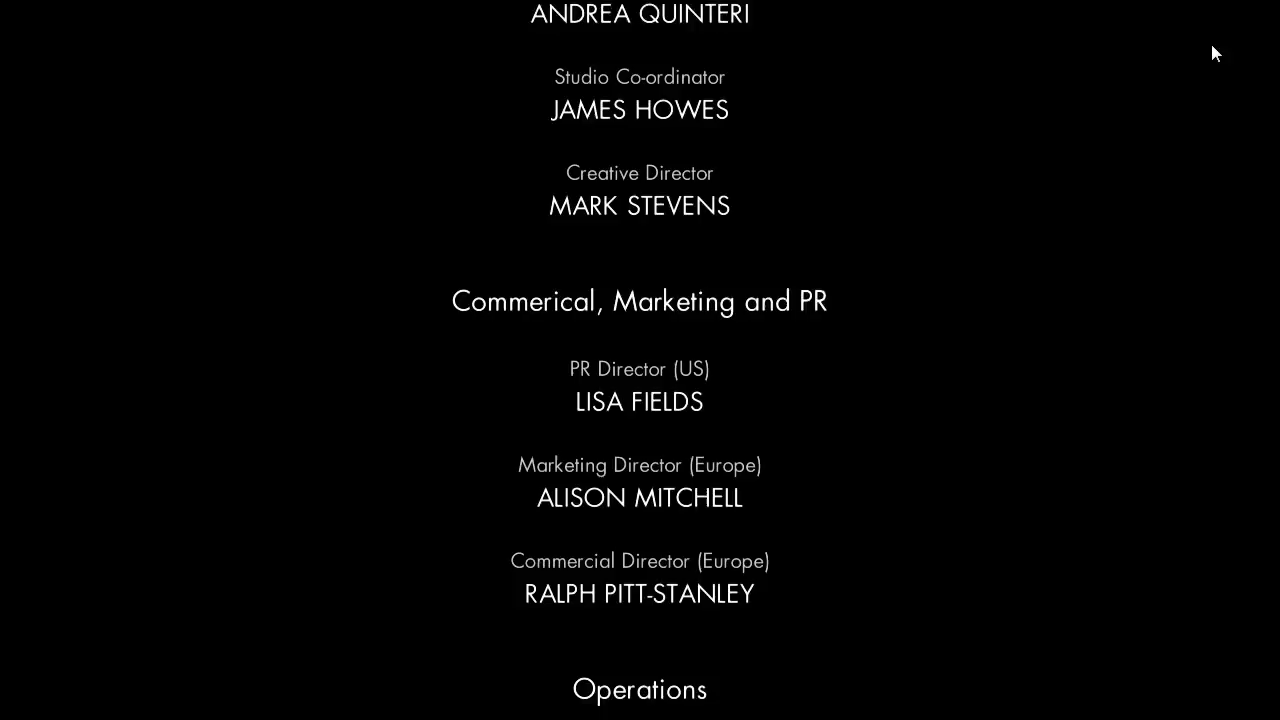 ANDREA QUINTERI
Studio Co-ordinator
JAMES HOWES
Creative Director
MARK STEVENS
Commerical, Marketing and PR
PR Director (US)
LISA FIELDS
Marketing Director (Europe)
ALISON MITCHELL
Commercial Director (Europe)
RALPH PITT-STANLEY
Operations